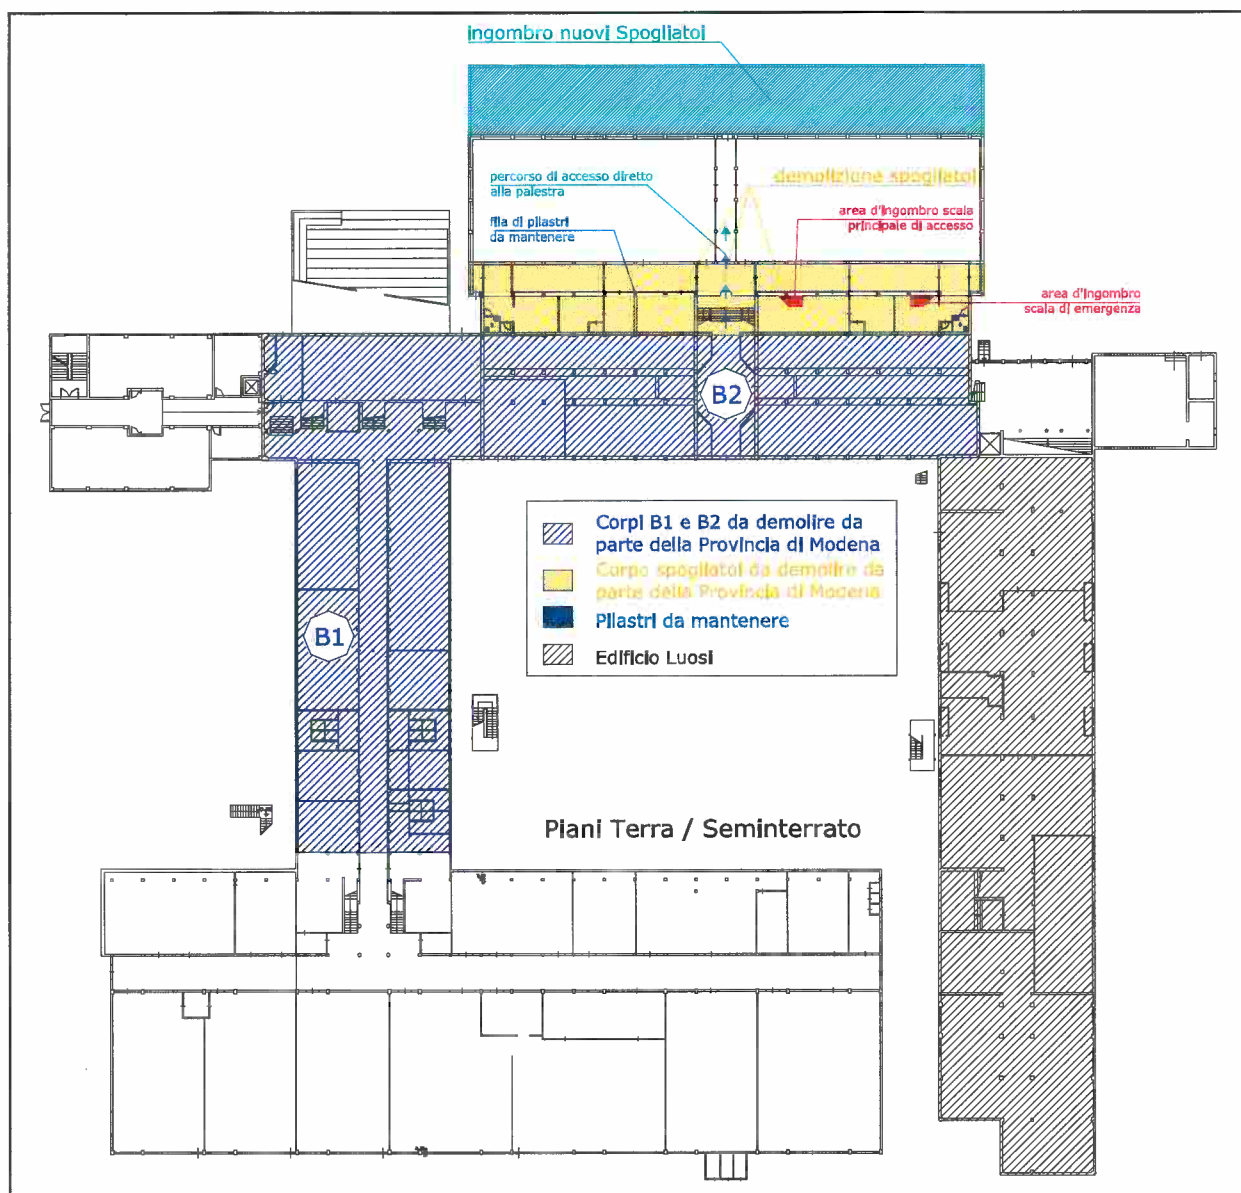 ingombro nuovi Spogliatoi
percorso di accesso diretto
alla palestra
demolizione spogliatoi
area d'ingombro scala
principale di accesso
fila di pilastri
da mantenere
area d'ingombro
scala di emergenza
B2
Corpi B1 e B2 da demolire da
parte della Provincia di Modena
Corpo spogliatoi da demolire da
parte della Provincia di Modena
Pilastri da mantenere
Edificio Luosi
B1
Piani Terra / Seminterrato